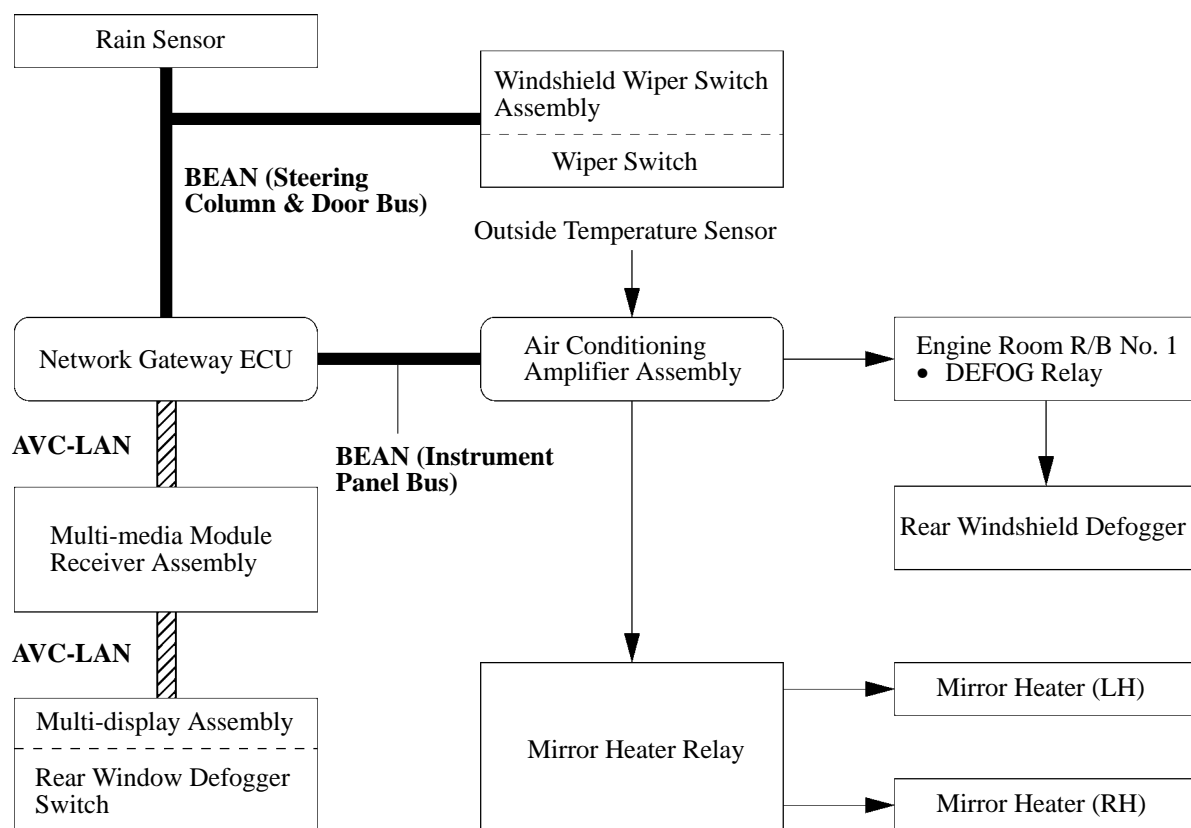 Rain Sensor
Windshield Wiper Switch
Assembly
Wiper Switch
BEAN (Steering
Column & Door Bus)
Outside Temperature Sensor
Network Gateway ECU
Air Conditioning
Amplifier Assembly
Engine Room R/B No. 1
• DEFOG Relay
AVC-LAN
BEAN (Instrument
Panel Bus)
Multi-media Module
Receiver Assembly
Rear Windshield Defogger
AVC-LAN
Multi-display Assembly
Rear Window Defogger
Switch
Mirror Heater Relay
Mirror Heater (LH)
Mirror Heater (RH)